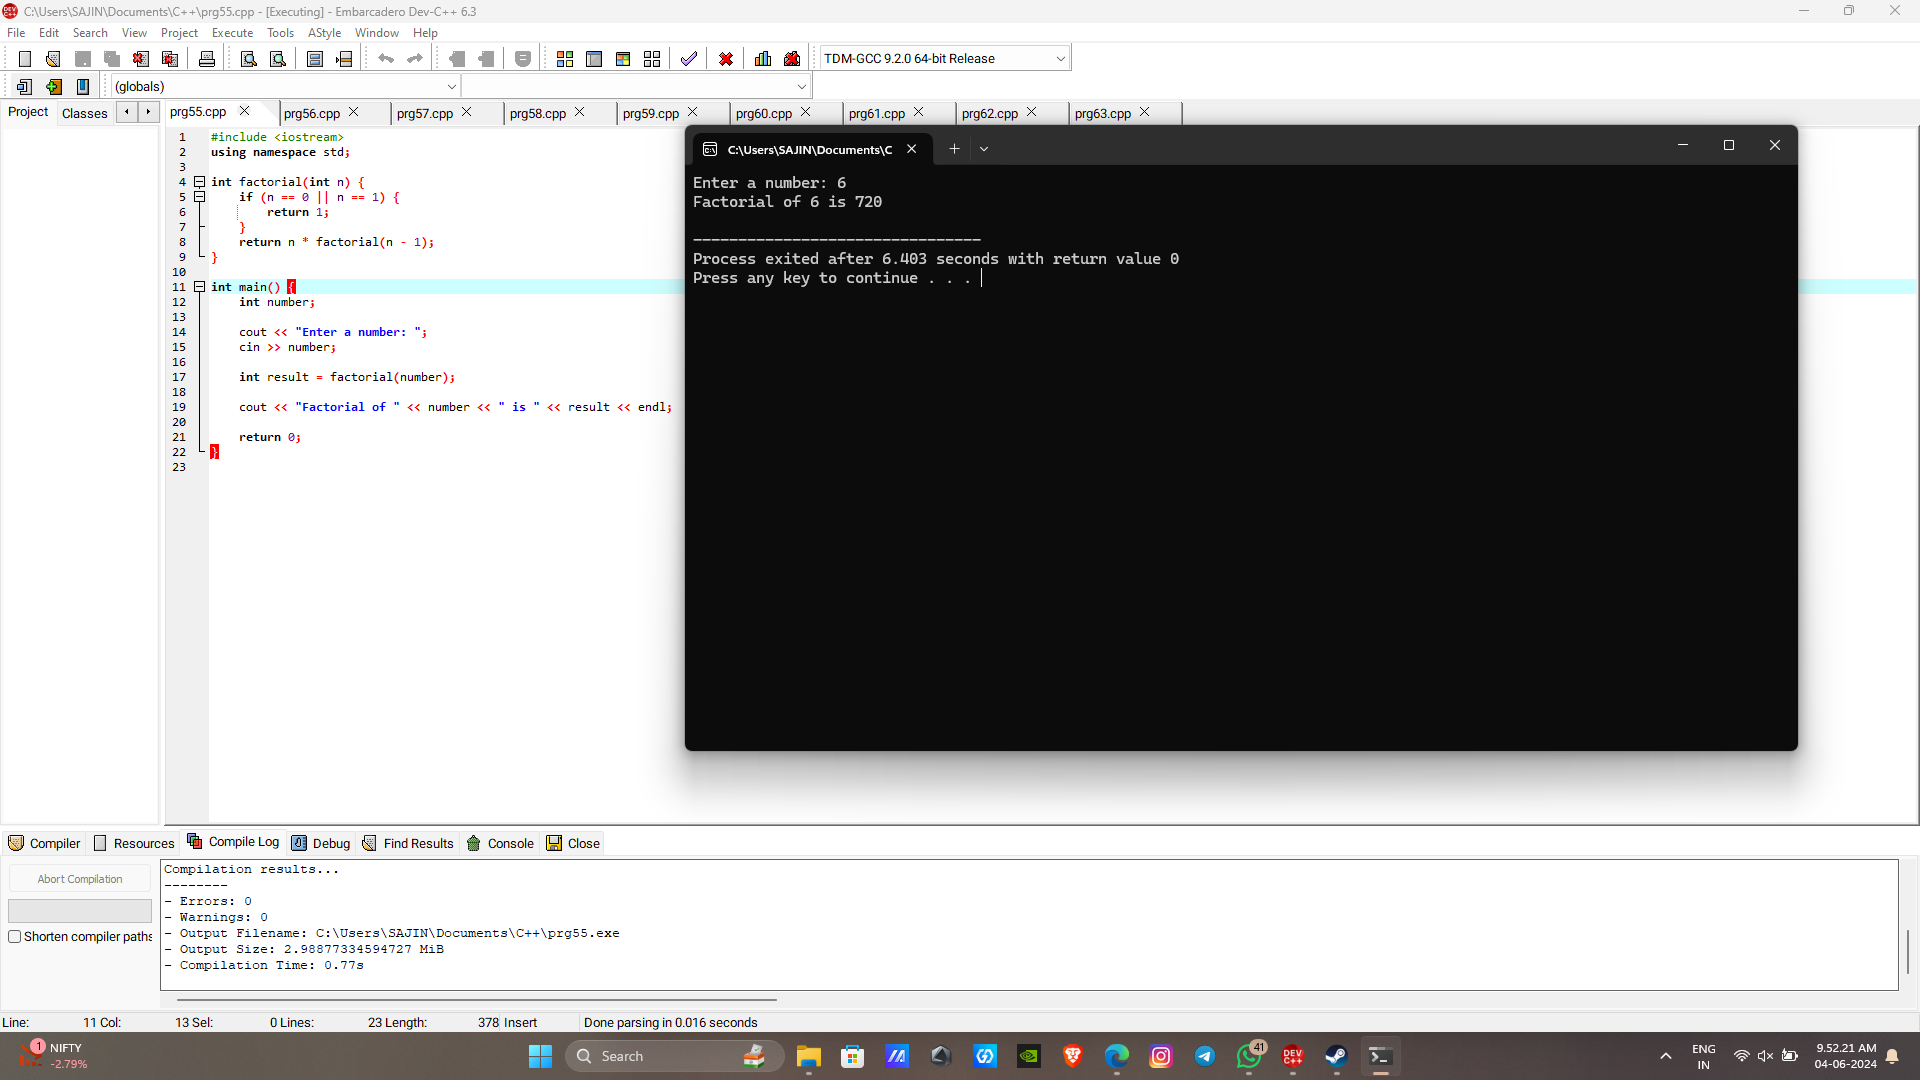 C:\Users\SAJIN\Documents\C++\prg55.cpp - [Executing] - Embarcadero Dev-C++ 6.3
File Edit Search View Project Execute Tools AStyle Window Help
TDM-GCC 9.2.0 64-bit Release
(globals)
Project Classes
prg55.cpp prg56.cpp prg57.cpp prg58.cpp prg59.cpp prg60.cpp prg61.cpp prg62.cpp prg63.cpp
1 #include <iostream>
2 using namespace std;
3
4 int factorial(int n) {
5 if (n == 0 || n == 1) {
6 return 1;
7 }
8 return n * factorial(n - 1);
9 }
10
11 int main() {
12 int number;
13
14 cout << "Enter a number: ";
15 cin >> number;
16
17 int result = factorial(number);
18
19 cout << "Factorial of " << number << " is " << result << endl;
20
21 return 0;
22 }
23
C:\Users\SAJIN\Documents\C
Enter a number: 6
Factorial of 6 is 720
--------------------------------
Process exited after 6.403 seconds with return value 0
Press any key to continue . . .
Compiler Resources Compile Log Debug Find Results Console Close
Abort Compilation
Shorten compiler paths
Compilation results...
--------
- Errors: 0
- Warnings: 0
- Output Filename: C:\Users\SAJIN\Documents\C++\prg55.exe
- Output Size: 2.98877334594727 MiB
- Compilation Time: 0.77s
Line: 11 Col: 13 Sel: 0 Lines: 23 Length: 378 Insert Done parsing in 0.016 seconds
1
NIFTY
-2.79%
Search
41
DEV C++
ENG
IN
9.52.21 AM
04-06-2024